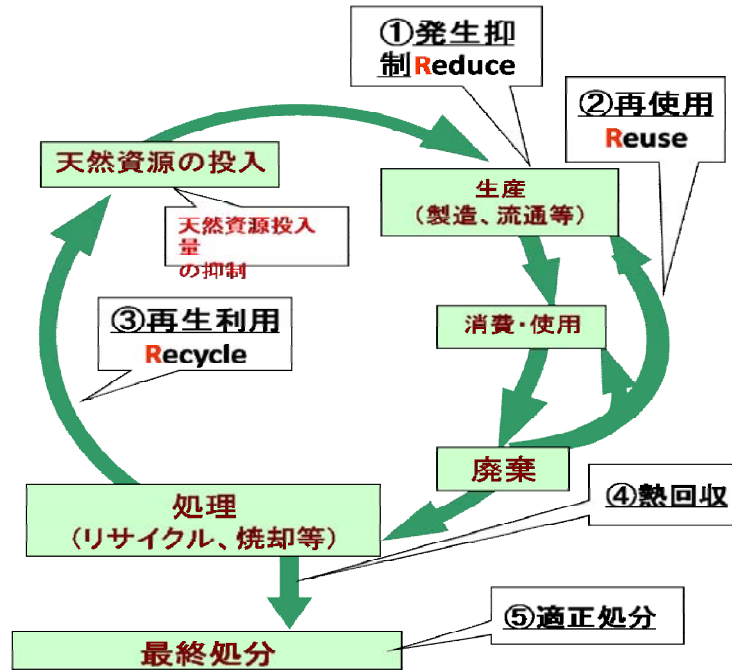 ①発生抑
制Reduce
②再使用
Reuse
天然資源の投入
天然資源投入
量
の抑制
生産
（製造、流通等）
③再生利用
Recycle
消費・使用
廃棄
④熱回収
処理
（リサイクル、焼却等）
⑤適正処分
最終処分